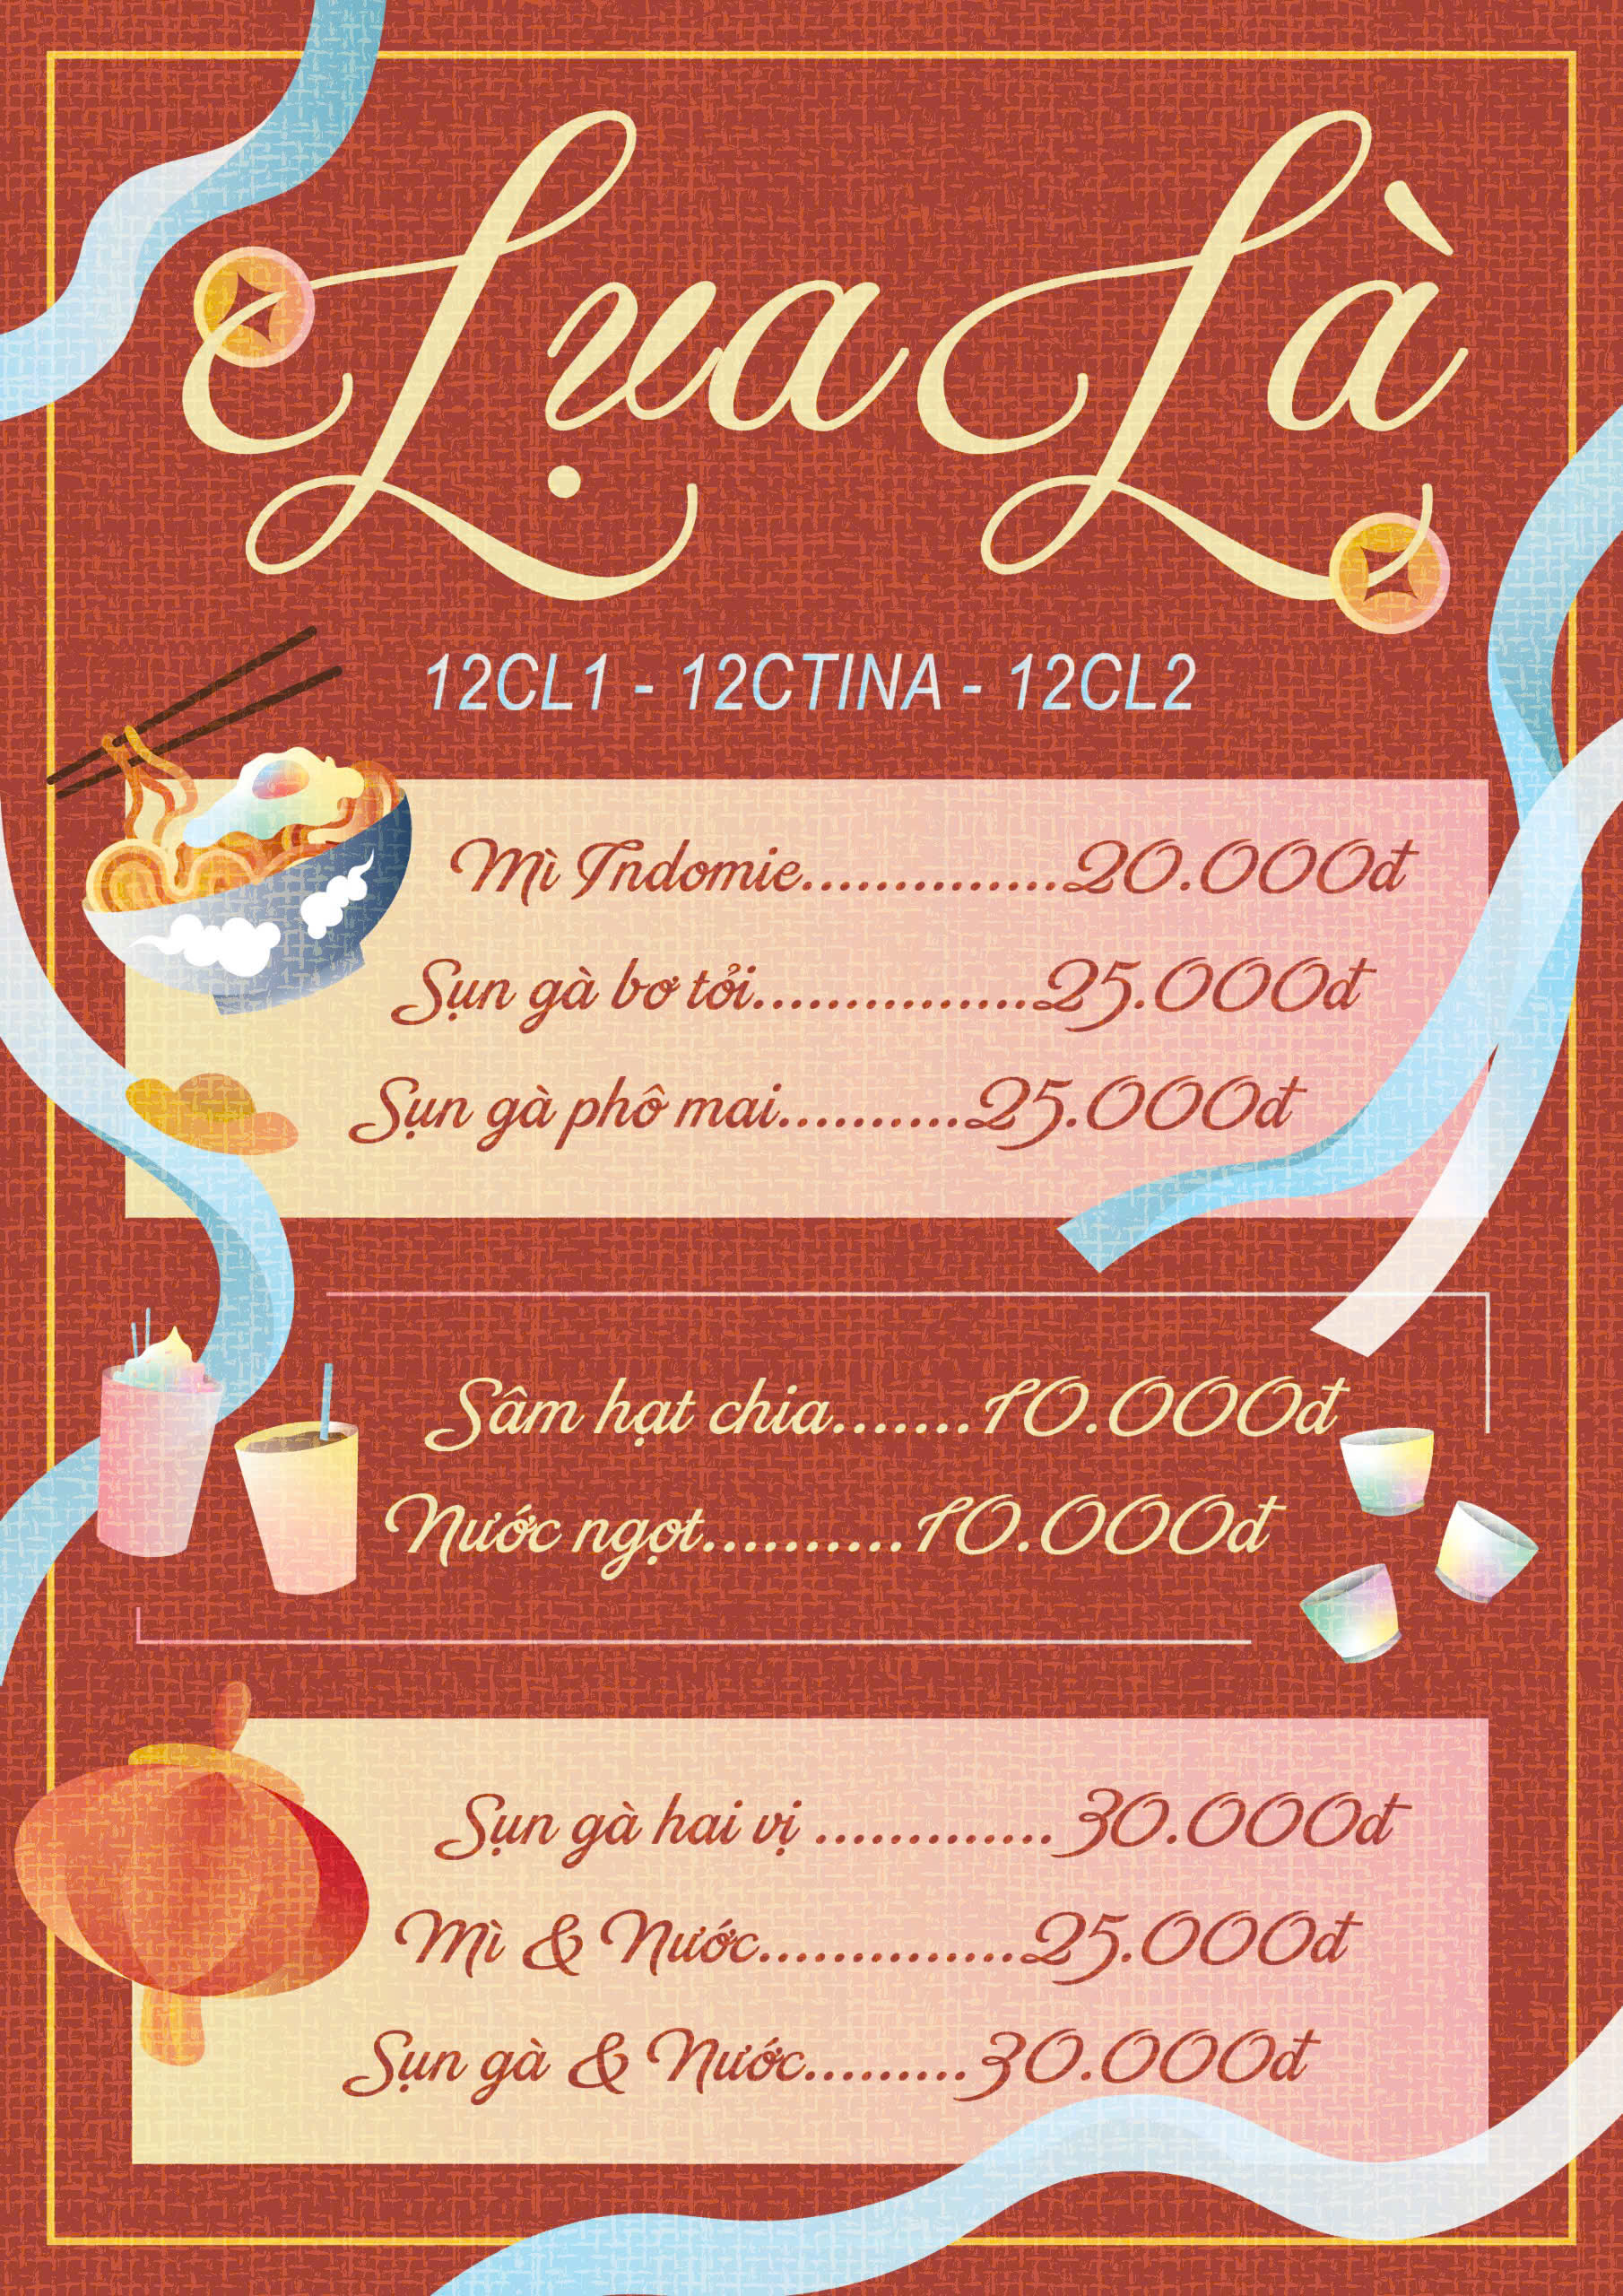 Lụa Là
12CL1 - 12CTINA - 12CL2
Mì Indomie..............20.000đ
Sụn gà bơ tỏi................25.000đ
Sụn gà phô mai..........25.000đ
Sâm hạt chia.......10.000đ
Nước ngọt..........10.000đ
Sụn gà hai vị .............30.000đ
Mì & Nước..............25.000đ
Sụn gà & Nước.........30.000đ